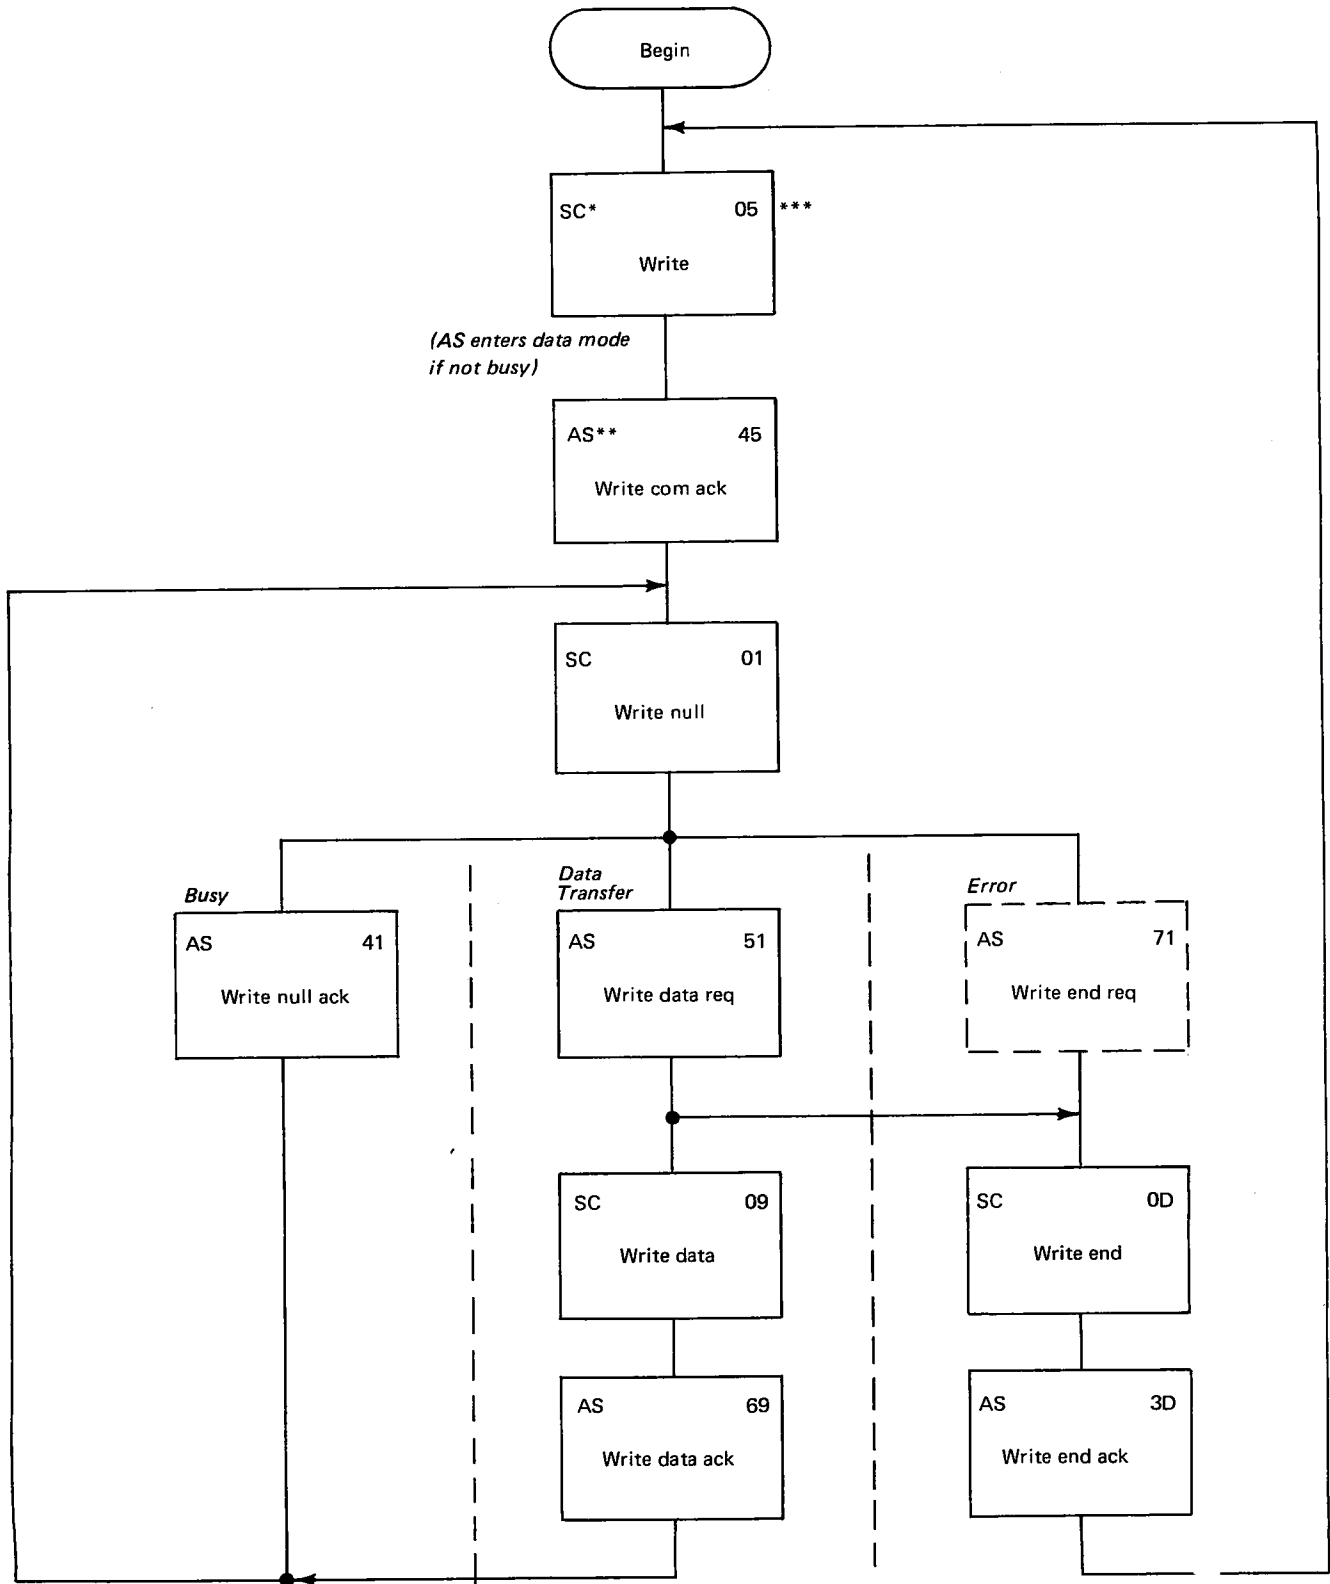 Begin
SC* 05 ***
Write
(AS enters data mode
if not busy)
AS** 45
Write com ack
SC 01
Write null
Busy
AS 41
Write null ack
Data
Transfer
AS 51
Write data req
Error
AS 71
Write end req
SC 09
Write data
SC 0D
Write end
AS 69
Write data ack
AS 3D
Write end ack